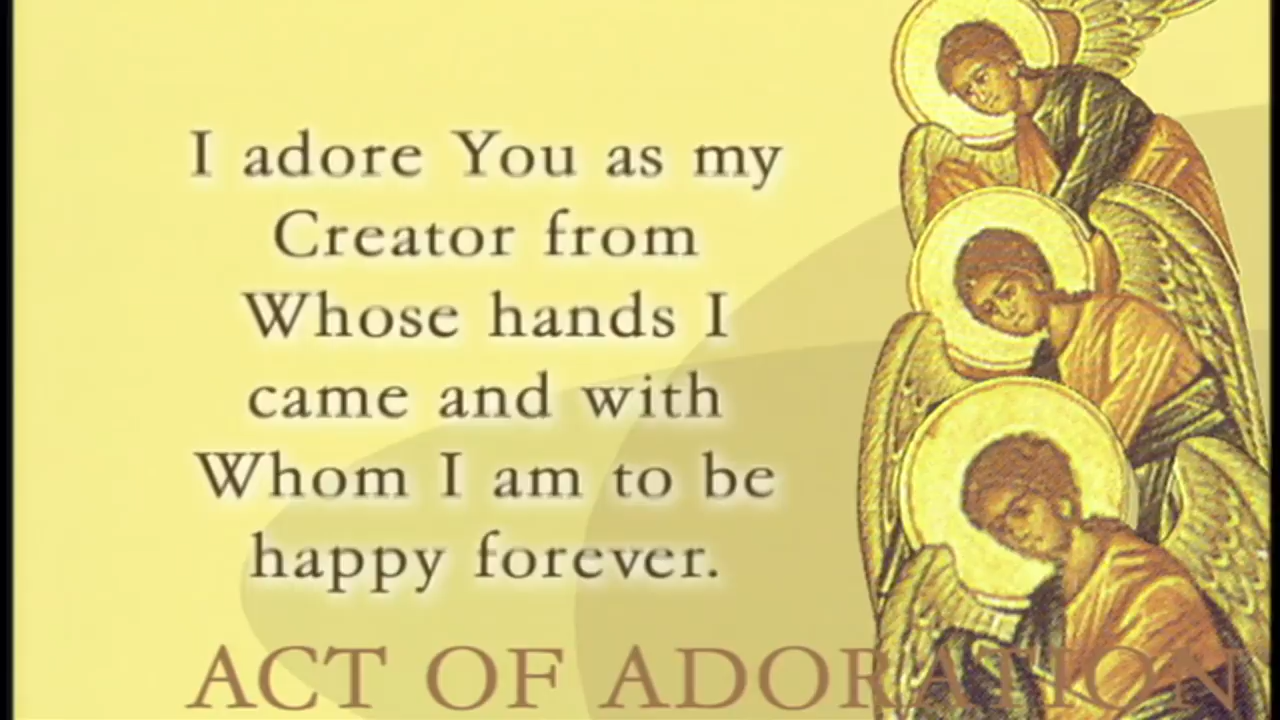 I adore You as my
Creator from
Whose hands I
came and with
Whom I am to be
happy forever.
ACT OF ADORATION